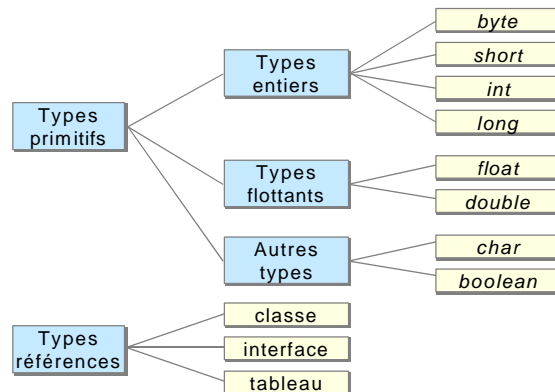 Types
primitifs
Types
entiers
byte
short
int
long
Types
flottants
float
double
Autres
types
char
boolean
Types
références
classe
interface
tableau